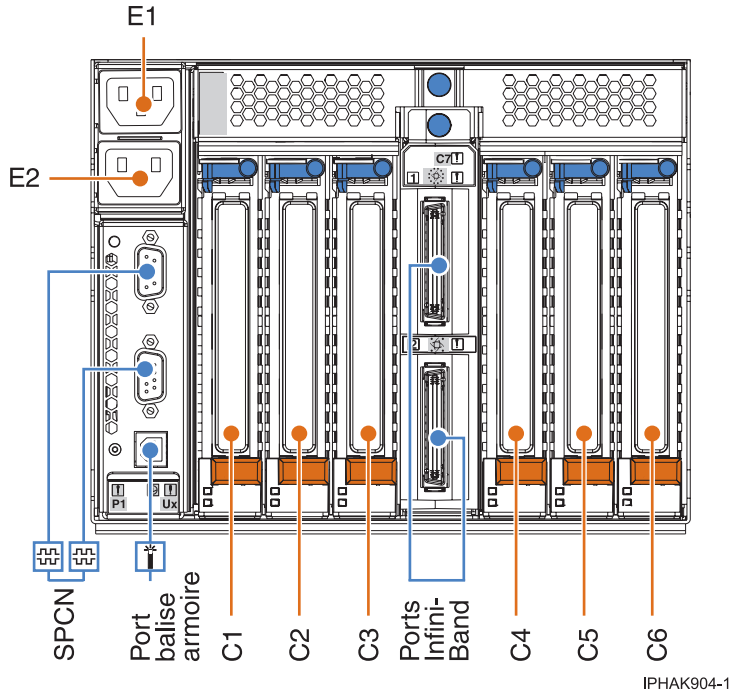 E1
E2
C7
1
2
P1
Ux
SPCN
Port
balise
armoire
C1
C2
C3
Ports
Infini-
Band
C4
C5
C6
IPHAK904-1